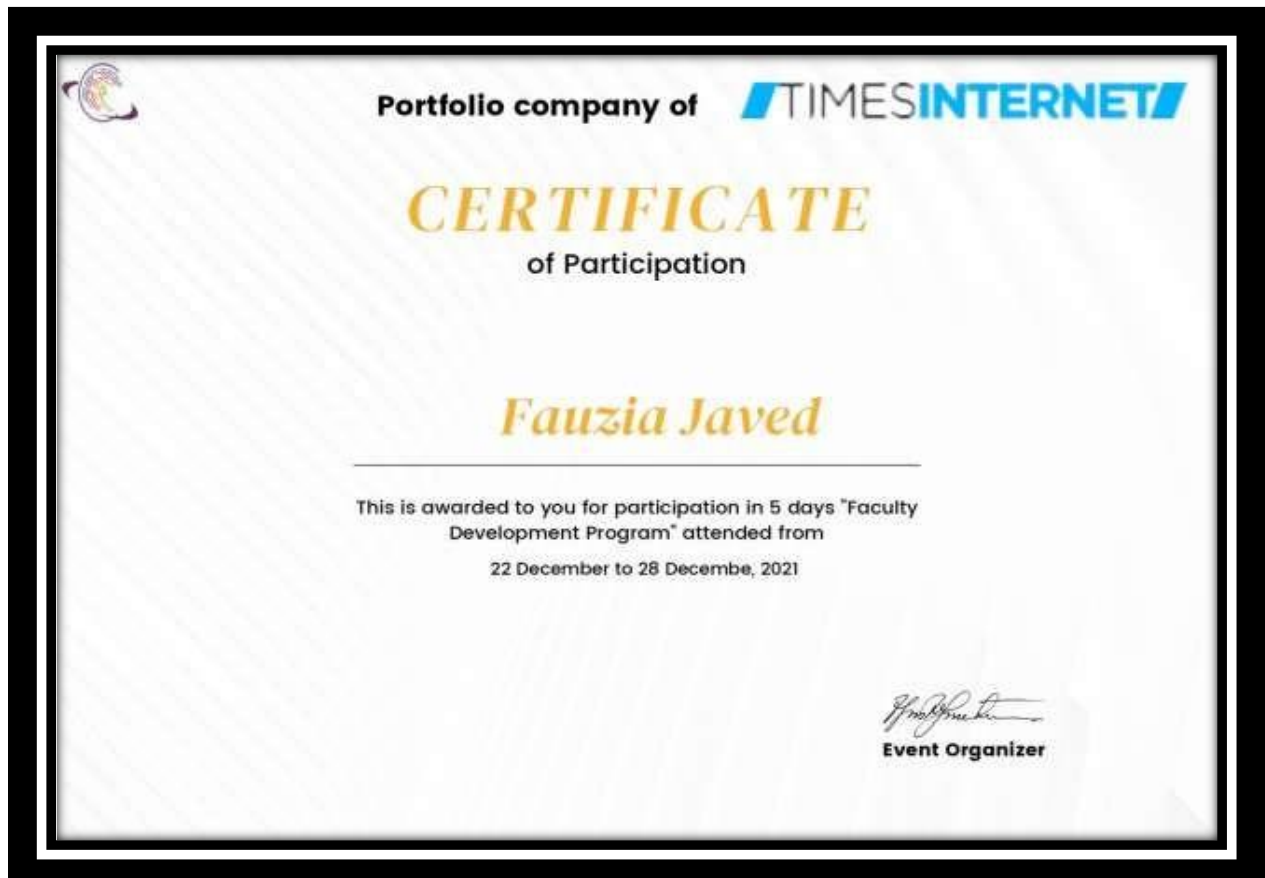 Portfolio company of TIMESINTERNET
CERTIFICATE
of Participation
Fauzia Javed
This is awarded to you for participation in 5 days "Faculty
Development Program" attended from
22 December to 28 Decembe, 2021
Event Organizer